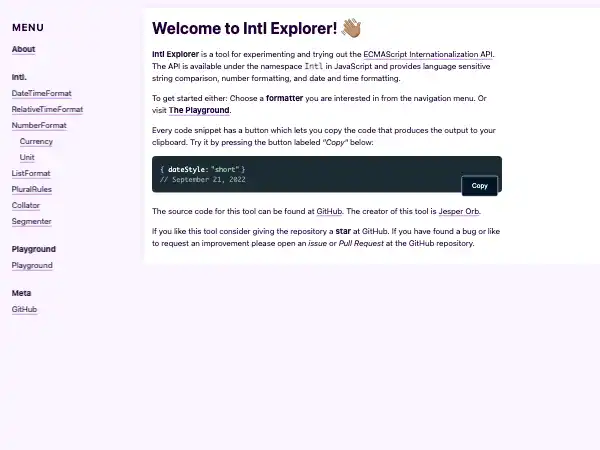 MENU
About
Intl.
DateTimeFormat
RelativeTimeFormat
NumberFormat
Currency
Unit
ListFormat
PluralRules
Collator
Segmenter
Playground
Playground
Meta
GitHub
Welcome to Intl Explorer! 👋🏽
Intl Explorer is a tool for experimenting and trying out the ECMAScript Internationalization API.
The API is available under the namespace Intl in JavaScript and provides language sensitive
string comparison, number formatting, and date and time formatting.
To get started either: Choose a formatter you are interested in from the navigation menu. Or
visit The Playground.
Every code snippet has a button which lets you copy the code that produces the output to your
clipboard. Try it by pressing the button labeled "Copy" below:
{ dateStyle: "short" }
// September 21, 2022
Copy
The source code for this tool can be found at GitHub. The creator of this tool is Jesper Orb.
If you like this tool consider giving the repository a star at GitHub. If you have found a bug or like
to request an improvement please open an issue or Pull Request at the GitHub repository.